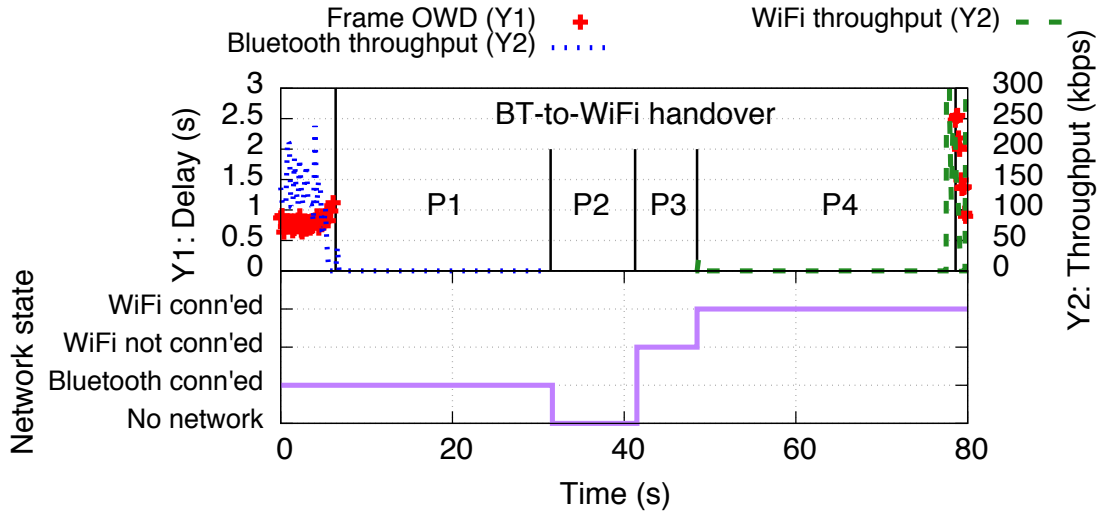 Frame OWD (Y1)
WiFi throughput (Y2)
Bluetooth throughput (Y2)
Y1: Delay (s)
3
2.5
2
1.5
1
0.5
0
BT-to-WiFi handover
P1
P2
P3
P4
300
250
200
150
100
50
0
Y2: Throughput (kbps)
Network state
WiFi conn'ed
WiFi not conn'ed
Bluetooth conn'ed
No network
0
20
40
60
80
Time (s)